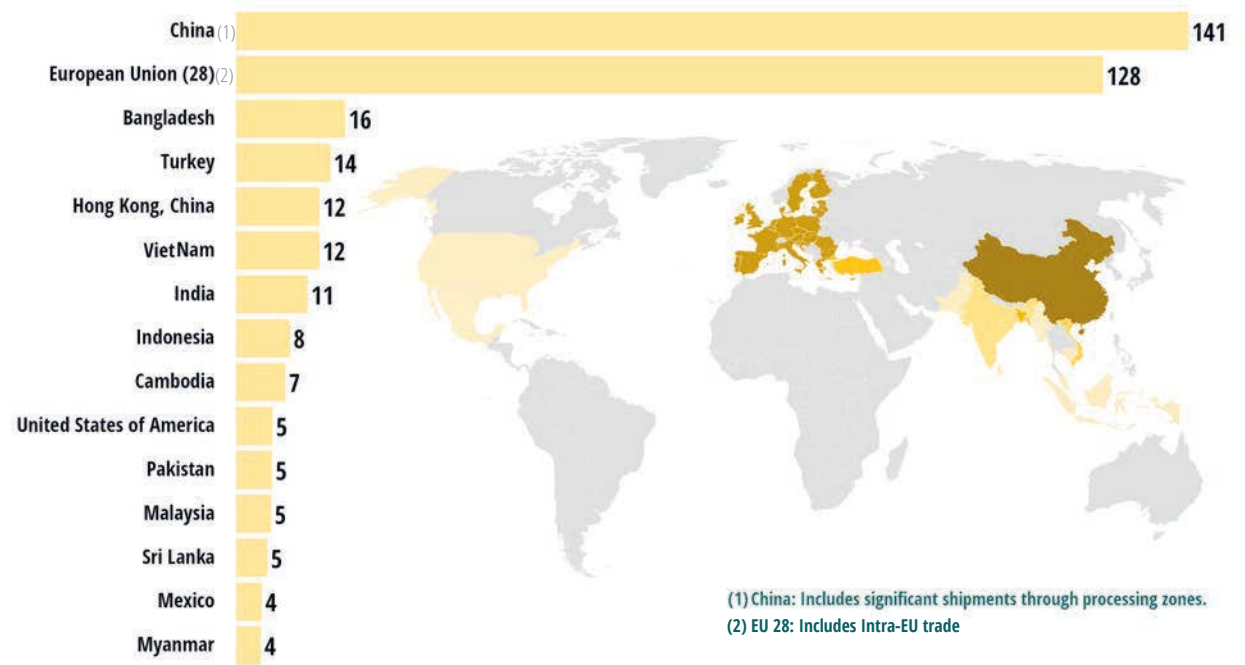 China (1) 141
European Union (28)(2) 128
Bangladesh 16
Turkey 14
Hong Kong, China 12
VietNam 12
India 11
Indonesia 8
Cambodia 7
United States of America 5
Pakistan 5
Malaysia 5
Sri Lanka 5
Mexico 4
Myanmar 4
(1) China: Includes significant shipments through processing zones.
(2) EU 28: Includes Intra-EU trade